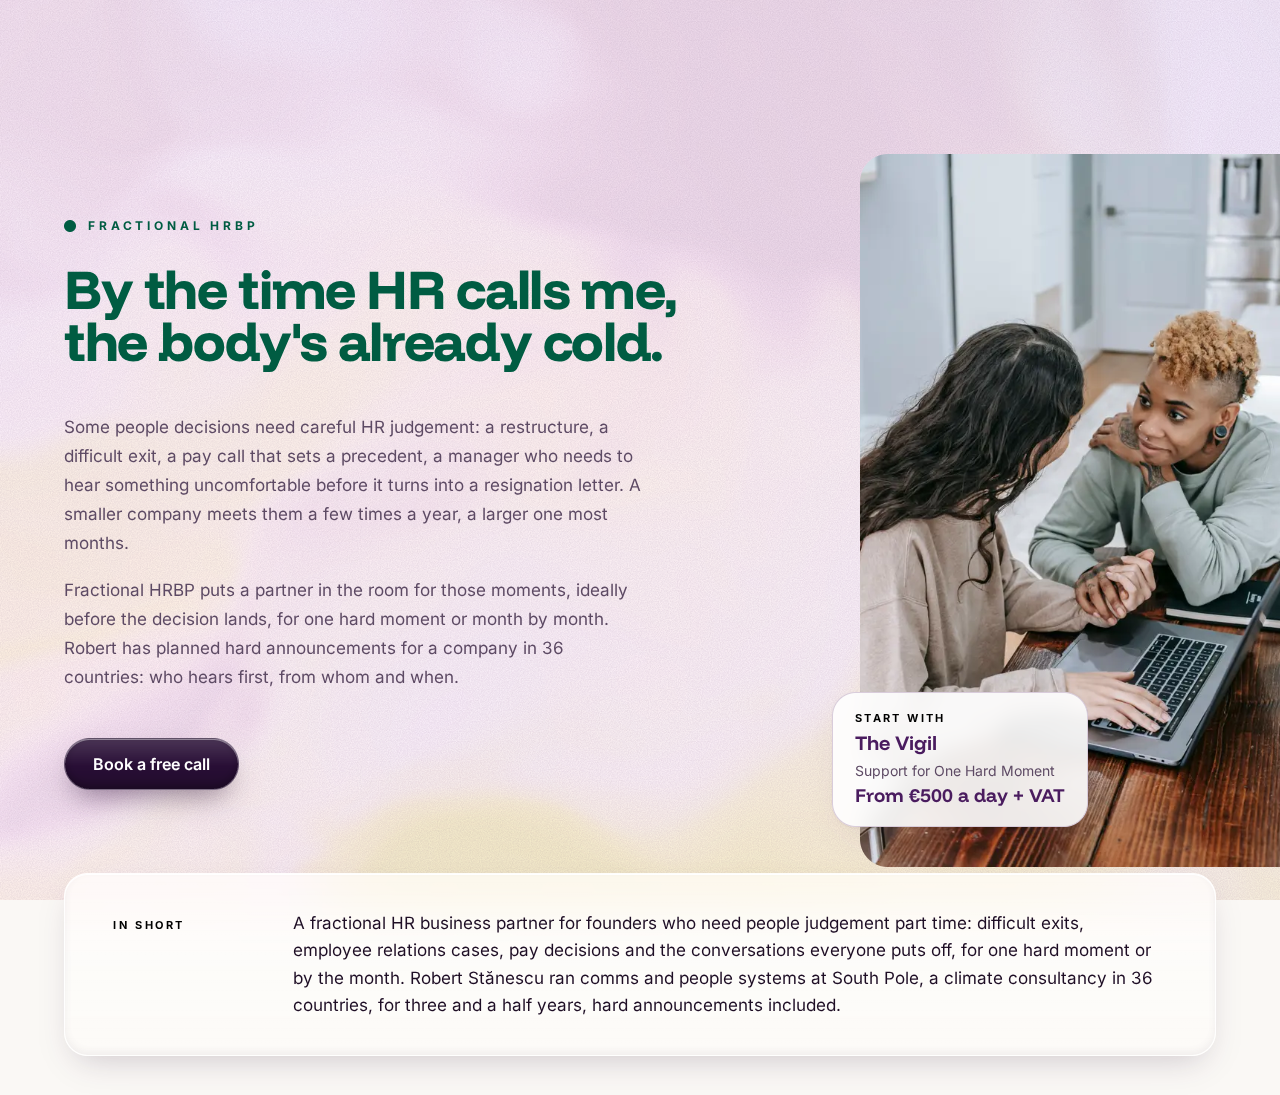 FRACTIONAL HRBP
By the time HR calls me,
the body's already cold.
Some people decisions need careful HR judgement: a restructure, a
difficult exit, a pay call that sets a precedent, a manager who needs to
hear something uncomfortable before it turns into a resignation letter. A
smaller company meets them a few times a year, a larger one most
months.
Fractional HRBP puts a partner in the room for those moments, ideally
before the decision lands, for one hard moment or month by month.
Robert has planned hard announcements for a company in 36
countries: who hears first, from whom and when.
Book a free call
START WITH
The Vigil
Support for One Hard Moment
From €500 a day + VAT
IN SHORT
A fractional HR business partner for founders who need people judgement part time: difficult exits,
employee relations cases, pay decisions and the conversations everyone puts off, for one hard moment or
by the month. Robert Stănescu ran comms and people systems at South Pole, a climate consultancy in 36
countries, for three and a half years, hard announcements included.